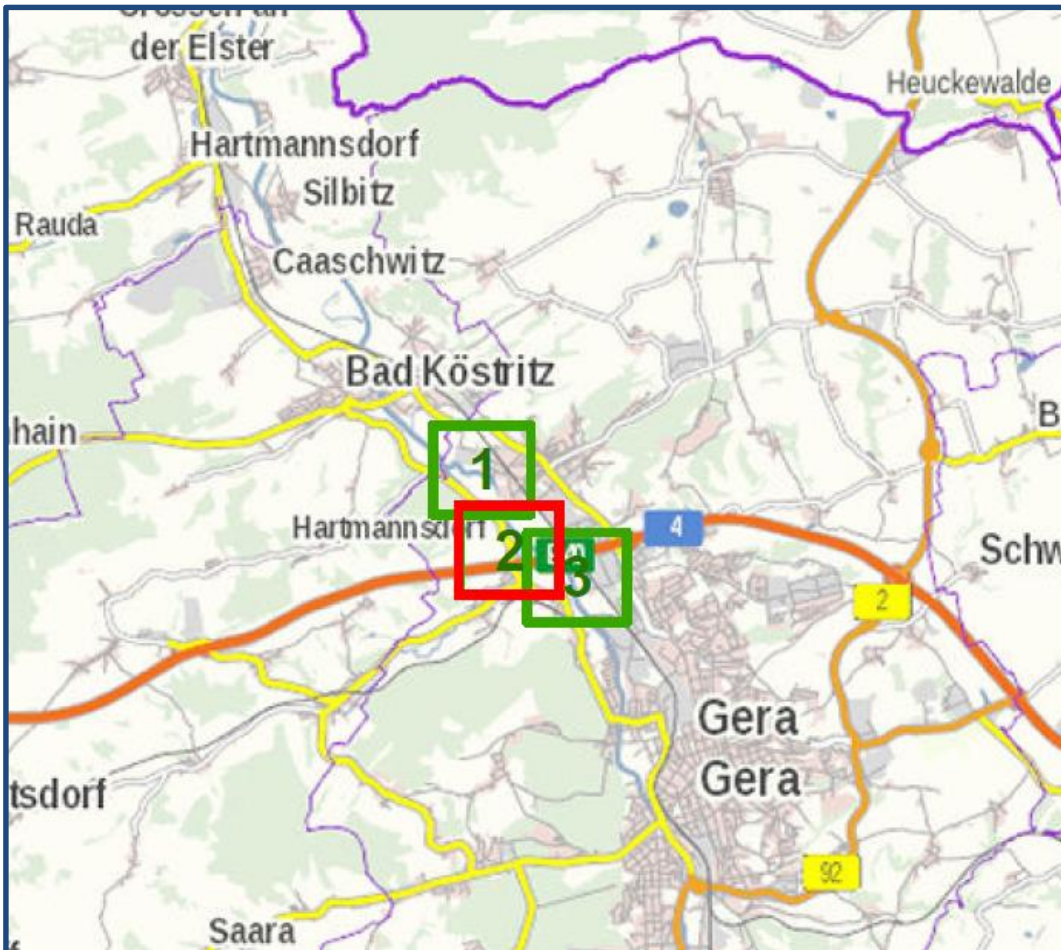 der Elster
Heuckewalde
Hartmannsdorf
Silbitz
Rauda
Caaschwitz
Bad Köstritz
hain
B
1
Hartmannsdorf
2
3
4
Schw
2
Gera
Gera
tsdorf
92
Saara